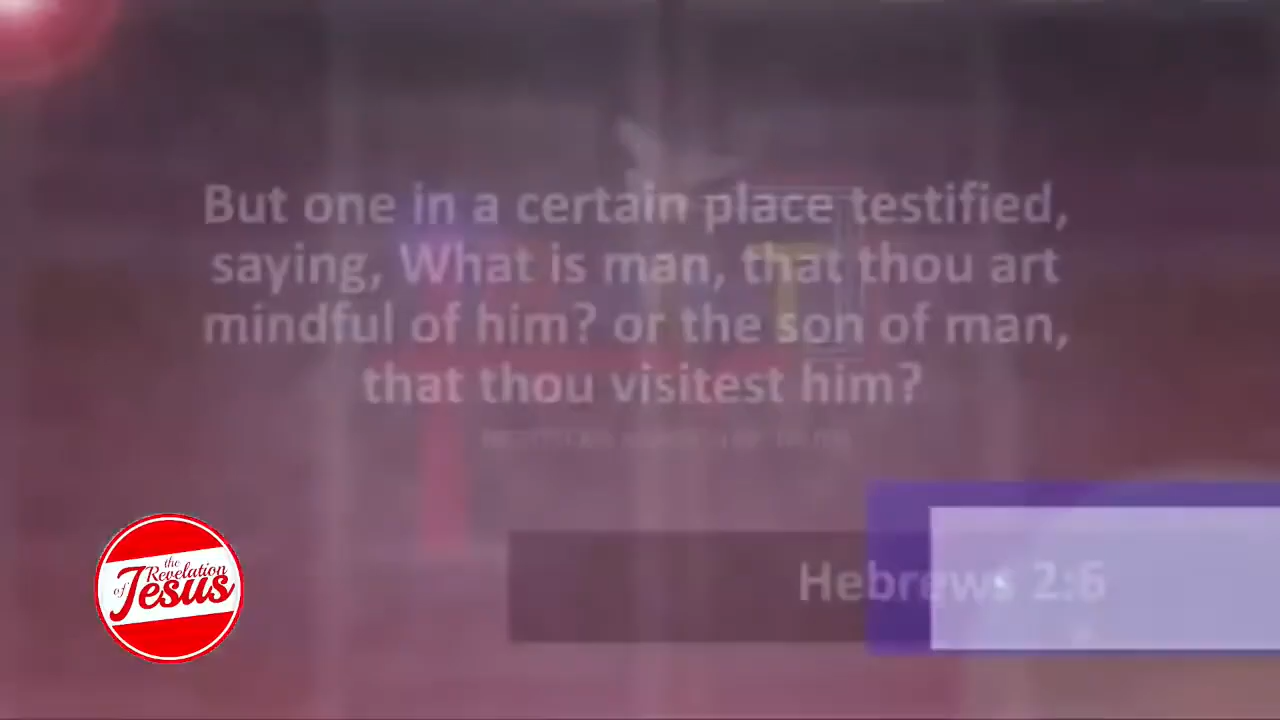 But one in a certain place testified,
saying, What is man, that thou art
mindful of him? or the son of man,
that thou visitest him?
Hebrews 2:6
the
Revelation
of Jesus